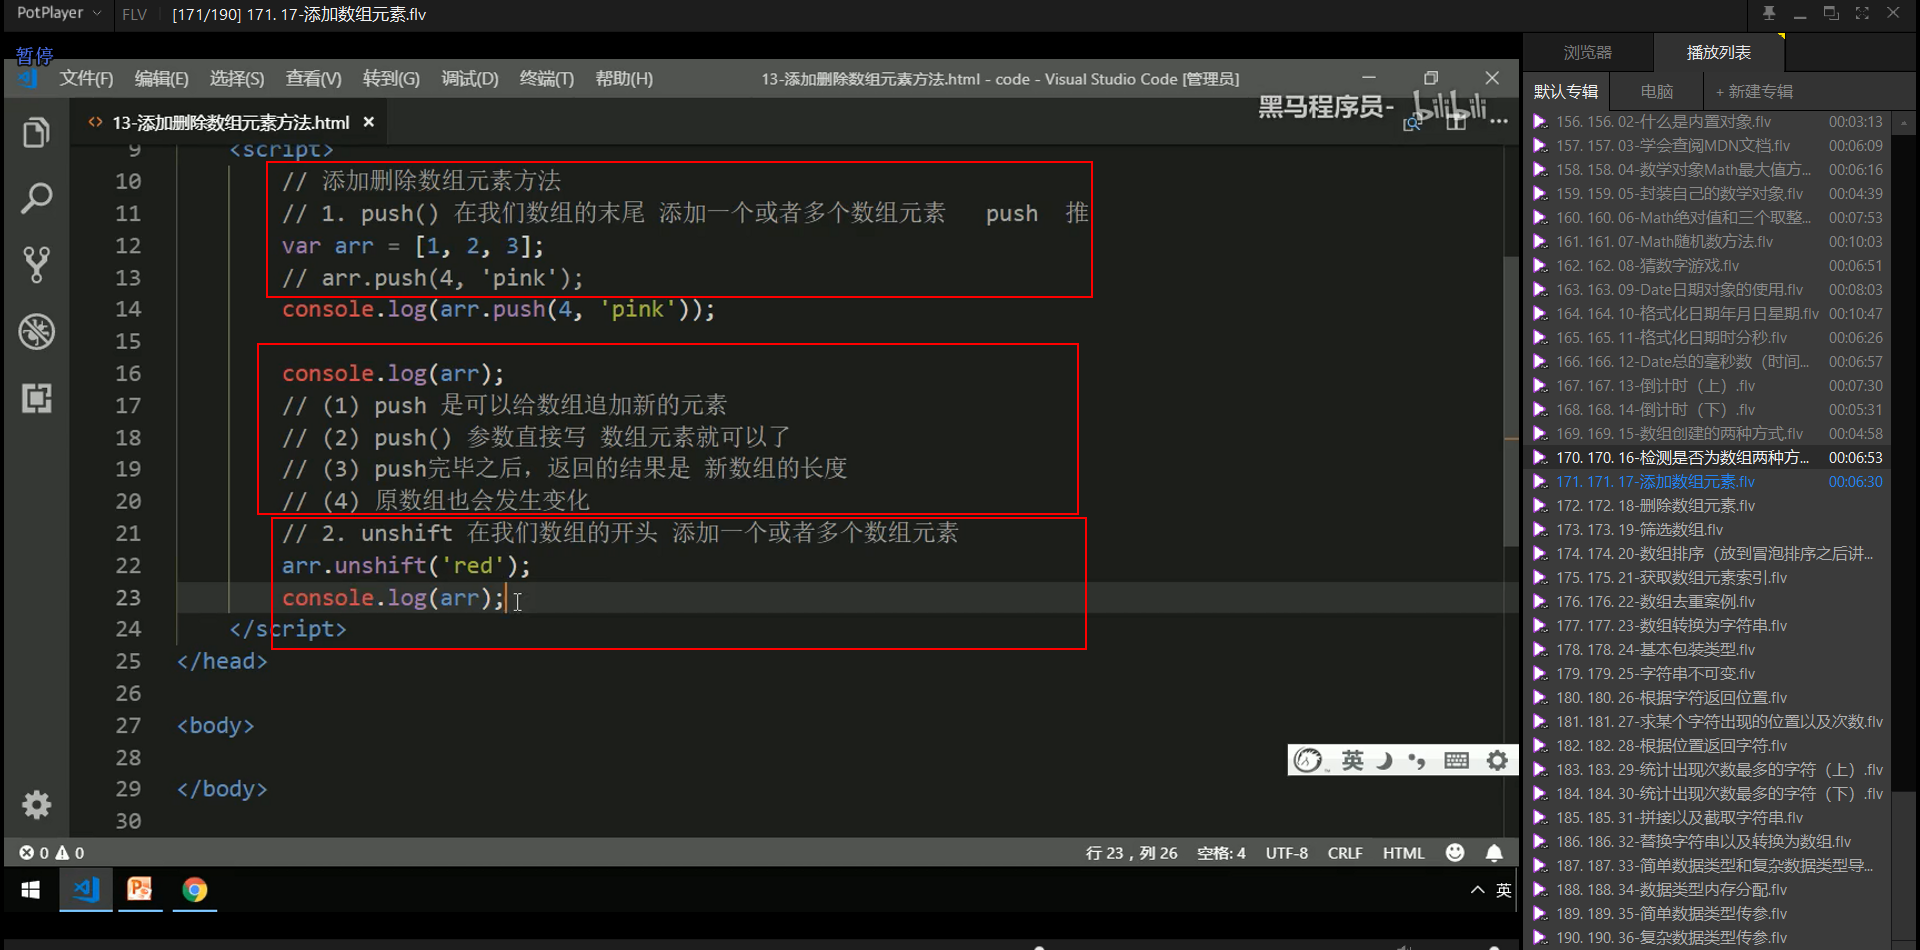 PotPlayer FLV [171/190] 171. 17-添加数组元素.flv
暂停
文件(F) 编辑(E) 选择(S) 查看(V) 转到(G) 调试(D) 终端(T) 帮助(H) 13-添加删除数组元素方法.html - code - Visual Studio Code [管理员]
黑马程序员- bilibili
<> 13-添加删除数组元素方法.html ×
9 <script>
10 // 添加删除数组元素方法
11 // 1. push() 在我们数组的末尾 添加一个或者多个数组元素 push 推
12 var arr = [1, 2, 3];
13 // arr.push(4, 'pink');
14 console.log(arr.push(4, 'pink'));
15
16 console.log(arr);
17 // (1) push 是可以给数组追加新的元素
18 // (2) push() 参数直接写 数组元素就可以了
19 // (3) push完毕之后，返回的结果是 新数组的长度
20 // (4) 原数组也会发生变化
21 // 2. unshift 在我们数组的开头 添加一个或者多个数组元素
22 arr.unshift('red');
23 console.log(arr);
24 </script>
25 </head>
26
27 <body>
28
29 </body>
30
英
0 0 行 23，列 26 空格: 4 UTF-8 CRLF HTML
英
浏览器 播放列表
默认专辑 电脑 + 新建专辑
156. 156. 02-什么是内置对象.flv 00:03:13
157. 157. 03-学会查阅MDN文档.flv 00:06:09
158. 158. 04-数学对象Math最大值方... 00:06:16
159. 159. 05-封装自己的数学对象.flv 00:04:39
160. 160. 06-Math绝对值和三个取整... 00:07:53
161. 161. 07-Math随机数方法.flv 00:10:03
162. 162. 08-猜数字游戏.flv 00:06:51
163. 163. 09-Date日期对象的使用.flv 00:08:03
164. 164. 10-格式化日期年月日星期.flv 00:10:47
165. 165. 11-格式化日期时分秒.flv 00:06:26
166. 166. 12-Date总的毫秒数（时间... 00:06:57
167. 167. 13-倒计时（上）.flv 00:07:30
168. 168. 14-倒计时（下）.flv 00:05:31
169. 169. 15-数组创建的两种方式.flv 00:04:58
170. 170. 16-检测是否为数组两种方... 00:06:53
171. 171. 17-添加数组元素.flv 00:06:30
172. 172. 18-删除数组元素.flv
173. 173. 19-筛选数组.flv
174. 174. 20-数组排序（放到冒泡排序之后讲...
175. 175. 21-获取数组元素索引.flv
176. 176. 22-数组去重案例.flv
177. 177. 23-数组转换为字符串.flv
178. 178. 24-基本包装类型.flv
179. 179. 25-字符串不可变.flv
180. 180. 26-根据字符返回位置.flv
181. 181. 27-求某个字符出现的位置以及次数.flv
182. 182. 28-根据位置返回字符.flv
183. 183. 29-统计出现次数最多的字符（上）.flv
184. 184. 30-统计出现次数最多的字符（下）.flv
185. 185. 31-拼接以及截取字符串.flv
186. 186. 32-替换字符串以及转换为数组.flv
187. 187. 33-简单数据类型和复杂数据类型导...
188. 188. 34-数据类型内存分配.flv
189. 189. 35-简单数据类型传参.flv
190. 190. 36-复杂数据类型传参.flv